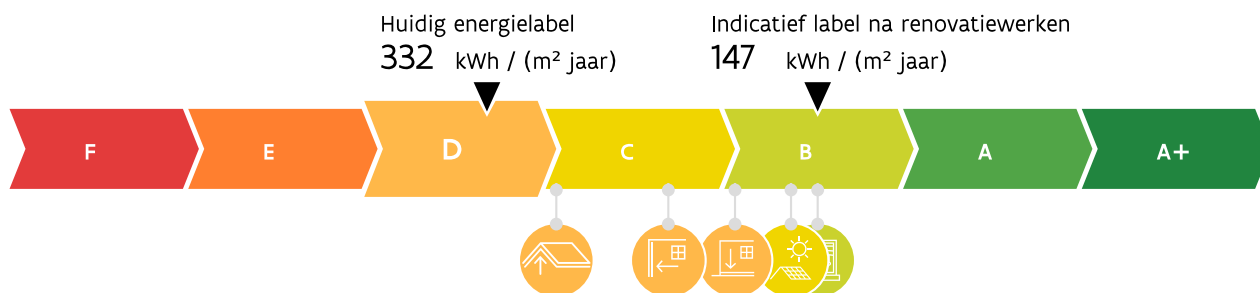 Huidig energielabel
332 kWh / (m² jaar)
Indicatief label na renovatiewerken
147 kWh / (m² jaar)
F E D C B A A+